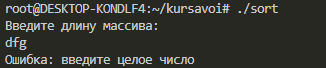 root@DESKTOP-KONDLF4:~/kursavoi# ./sort
Введите длину массива:
dfg
Ошибка: введите целое число